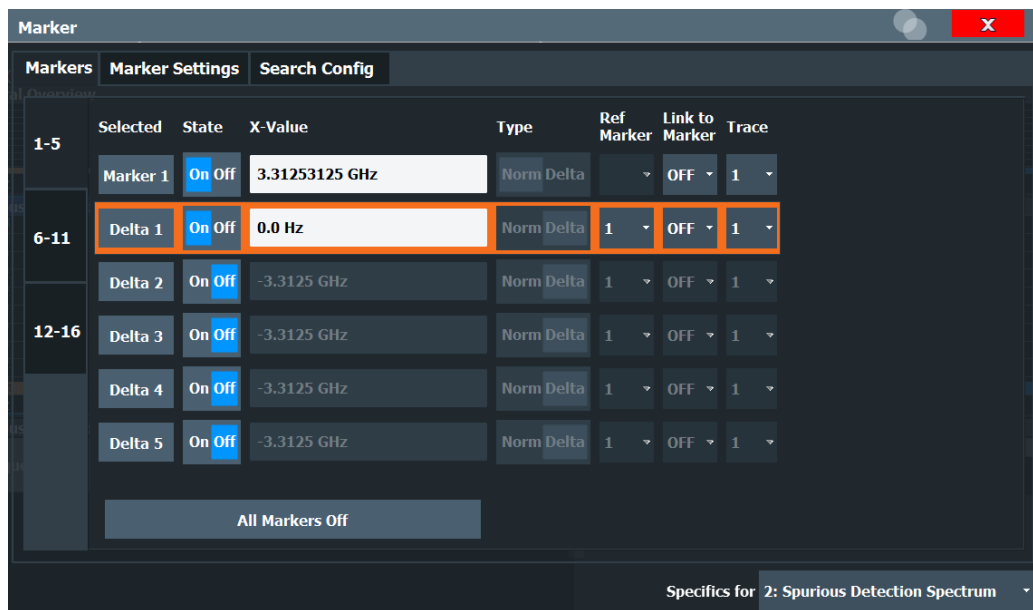 Marker X
Markers Marker Settings Search Config
Selected State X-Value Type Ref Marker Link to Marker Trace
1-5
Marker 1 On Off 3.31253125 GHz Norm Delta OFF 1
6-11
Delta 1 On Off 0.0 Hz Norm Delta 1 OFF 1
Delta 2 On Off -3.3125 GHz Norm Delta 1 OFF 1
12-16
Delta 3 On Off -3.3125 GHz Norm Delta 1 OFF 1
Delta 4 On Off -3.3125 GHz Norm Delta 1 OFF 1
Delta 5 On Off -3.3125 GHz Norm Delta 1 OFF 1
All Markers Off
Specifics for 2: Spurious Detection Spectrum